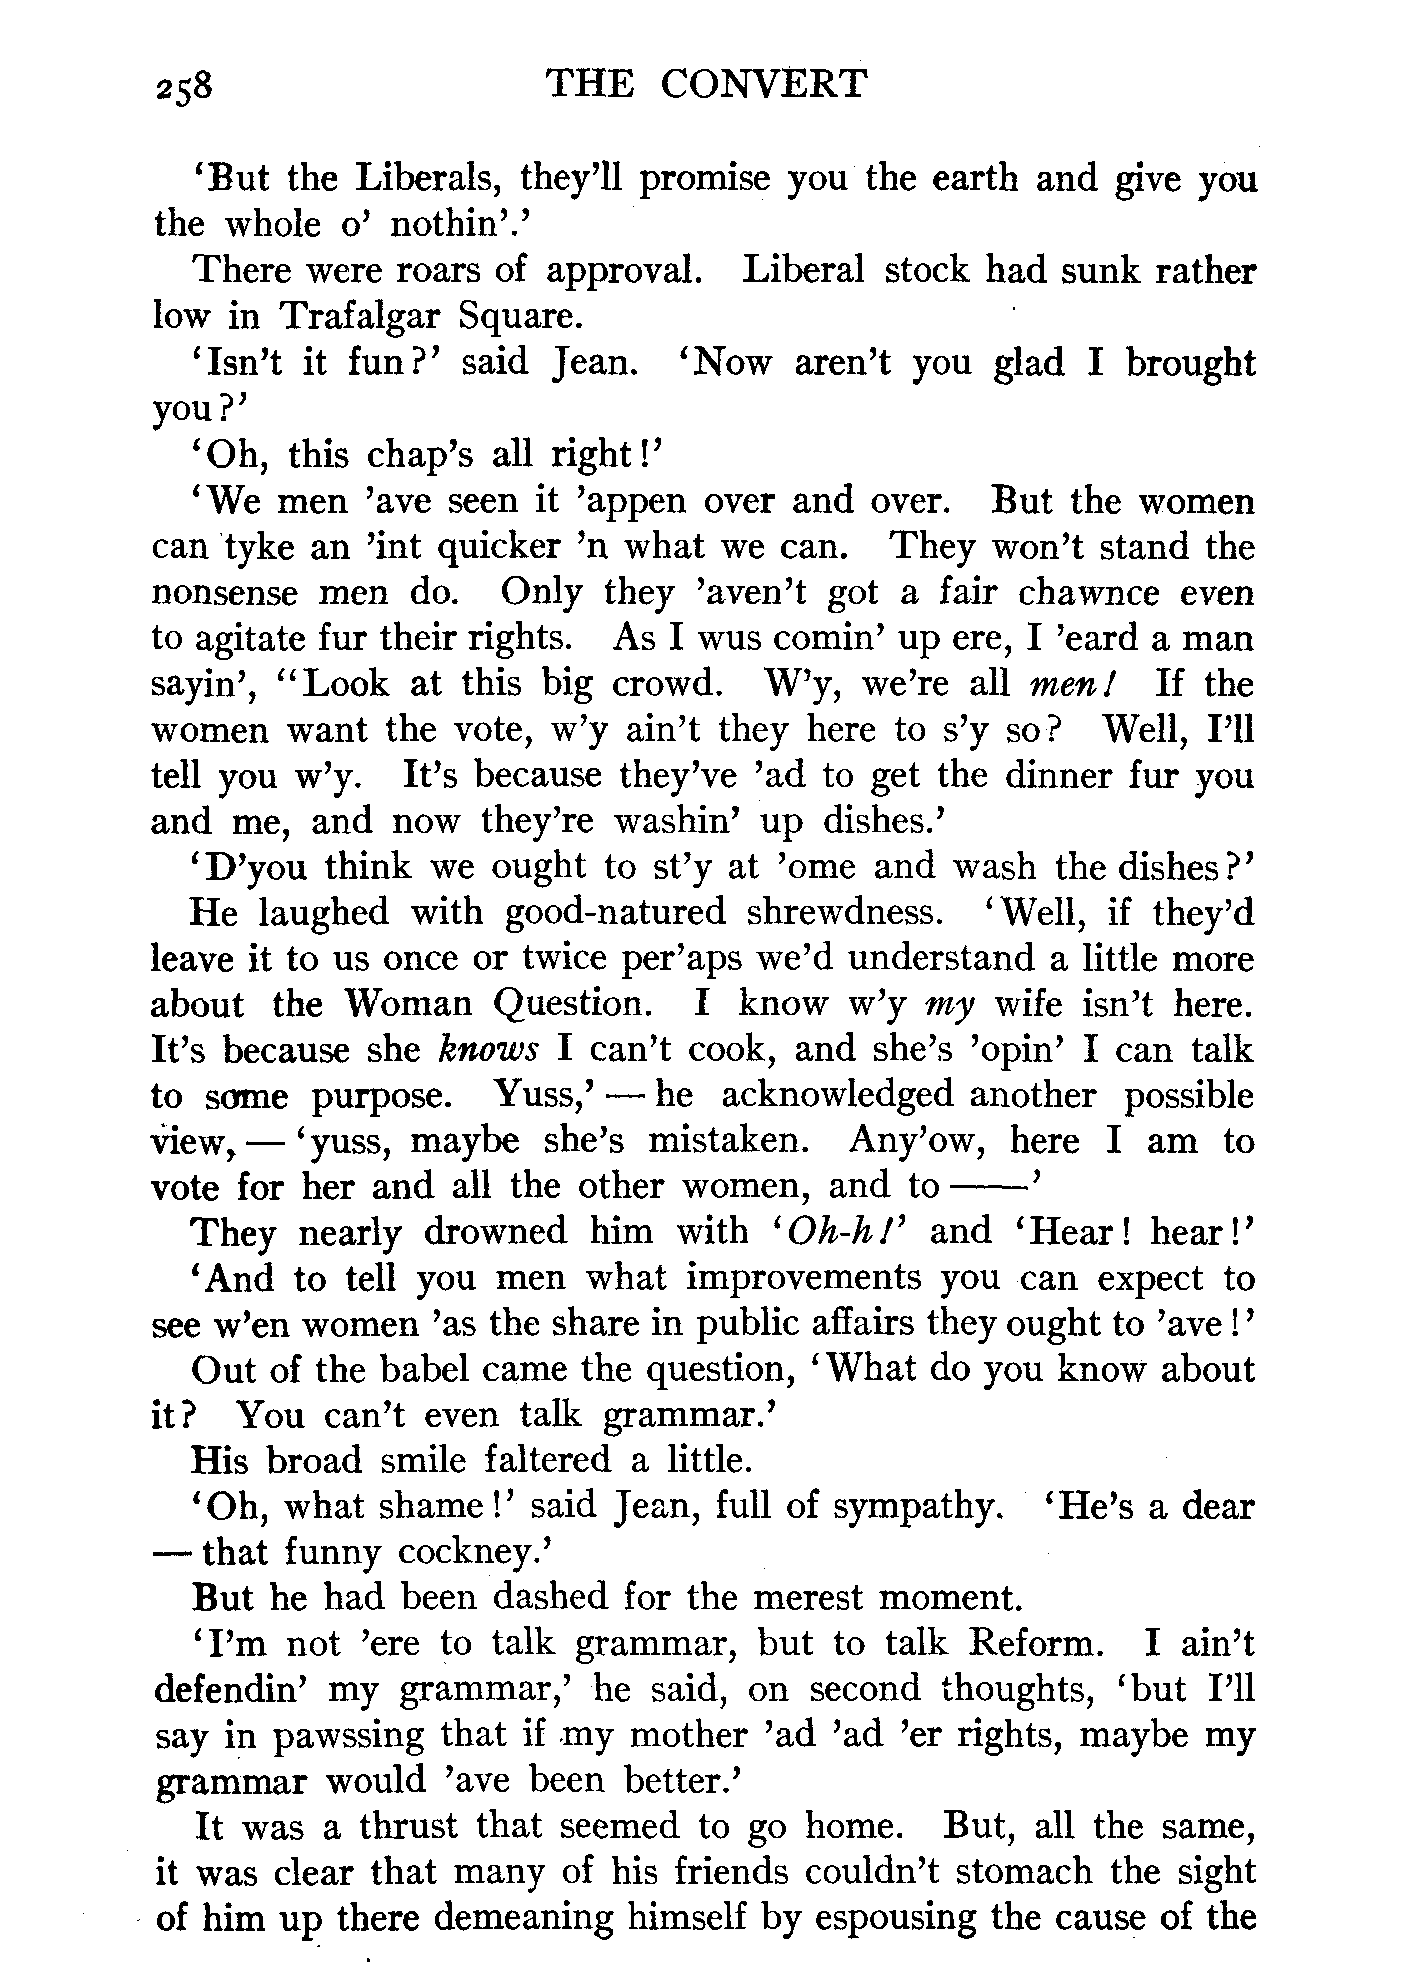 258 THE CONVERT
‘But the Liberals, they’ll promise you the earth and give you
the whole o’ nothin’.’
There were roars of approval. Liberal stock had sunk rather
low in Trafalgar Square.
‘Isn’t it fun?’ said Jean. ‘Now aren’t you glad I brought
you?’
‘Oh, this chap’s all right!’
‘We men ’ave seen it ’appen over and over. But the women
can tyke an ’int quicker ’n what we can. They won’t stand the
nonsense men do. Only they ’aven’t got a fair chawnce even
to agitate fur their rights. As I wus comin’ up ere, I ’eard a man
sayin’, “Look at this big crowd. W’y, we’re all men! If the
women want the vote, w’y ain’t they here to s’y so? Well, I’ll
tell you w’y. It’s because they’ve ’ad to get the dinner fur you
and me, and now they’re washin’ up dishes.’
‘D’you think we ought to st’y at ’ome and wash the dishes?’
He laughed with good-natured shrewdness. ‘Well, if they’d
leave it to us once or twice per’aps we’d understand a little more
about the Woman Question. I know w’y my wife isn’t here.
It’s because she knows I can’t cook, and she’s ’opin’ I can talk
to some purpose. Yuss,’ — he acknowledged another possible
view, — ‘yuss, maybe she’s mistaken. Any’ow, here I am to
vote for her and all the other women, and to ——’
They nearly drowned him with ‘Oh-h!’ and ‘Hear! hear!’
‘And to tell you men what improvements you can expect to
see w’en women ’as the share in public affairs they ought to ’ave!’
Out of the babel came the question, ‘What do you know about
it? You can’t even talk grammar.’
His broad smile faltered a little.
‘Oh, what shame!’ said Jean, full of sympathy. ‘He’s a dear
— that funny cockney.’
But he had been dashed for the merest moment.
‘I’m not ’ere to talk grammar, but to talk Reform. I ain’t
defendin’ my grammar,’ he said, on second thoughts, ‘but I’ll
say in pawssing that if my mother ’ad ’ad ’er rights, maybe my
grammar would ’ave been better.’
It was a thrust that seemed to go home. But, all the same,
it was clear that many of his friends couldn’t stomach the sight
of him up there demeaning himself by espousing the cause of the